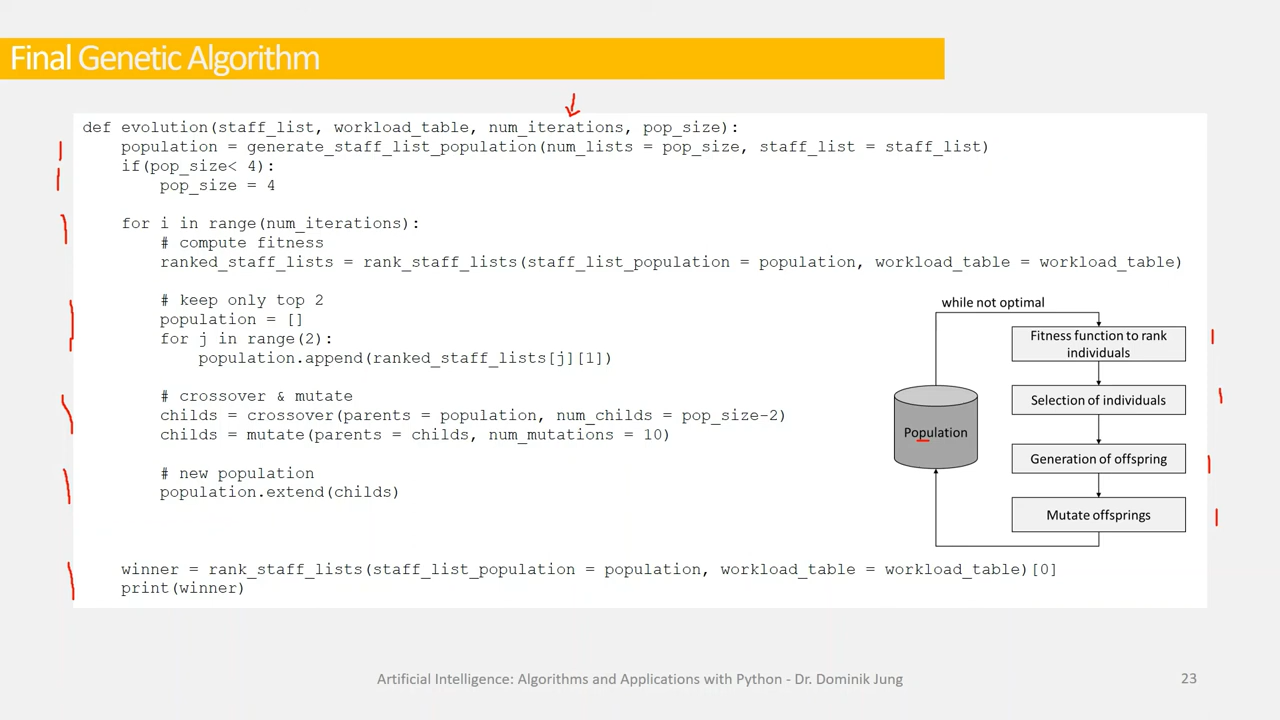 Final Genetic Algorithm
def evolution(staff_list, workload_table, num_iterations, pop_size):
population = generate_staff_list_population(num_lists = pop_size, staff_list = staff_list)
if(pop_size< 4):
pop_size = 4
for i in range(num_iterations):
# compute fitness
ranked_staff_lists = rank_staff_lists(staff_list_population = population, workload_table = workload_table)
# keep only top 2
population = []
for j in range(2):
population.append(ranked_staff_lists[j][1])
# crossover & mutate
childs = crossover(parents = population, num_childs = pop_size-2)
childs = mutate(parents = childs, num_mutations = 10)
# new population
population.extend(childs)
winner = rank_staff_lists(staff_list_population = population, workload_table = workload_table)[0]
print(winner)
while not optimal
Fitness function to rank
individuals
Selection of individuals
Population
Generation of offspring
Mutate offsprings
Artificial Intelligence: Algorithms and Applications with Python - Dr. Dominik Jung
23